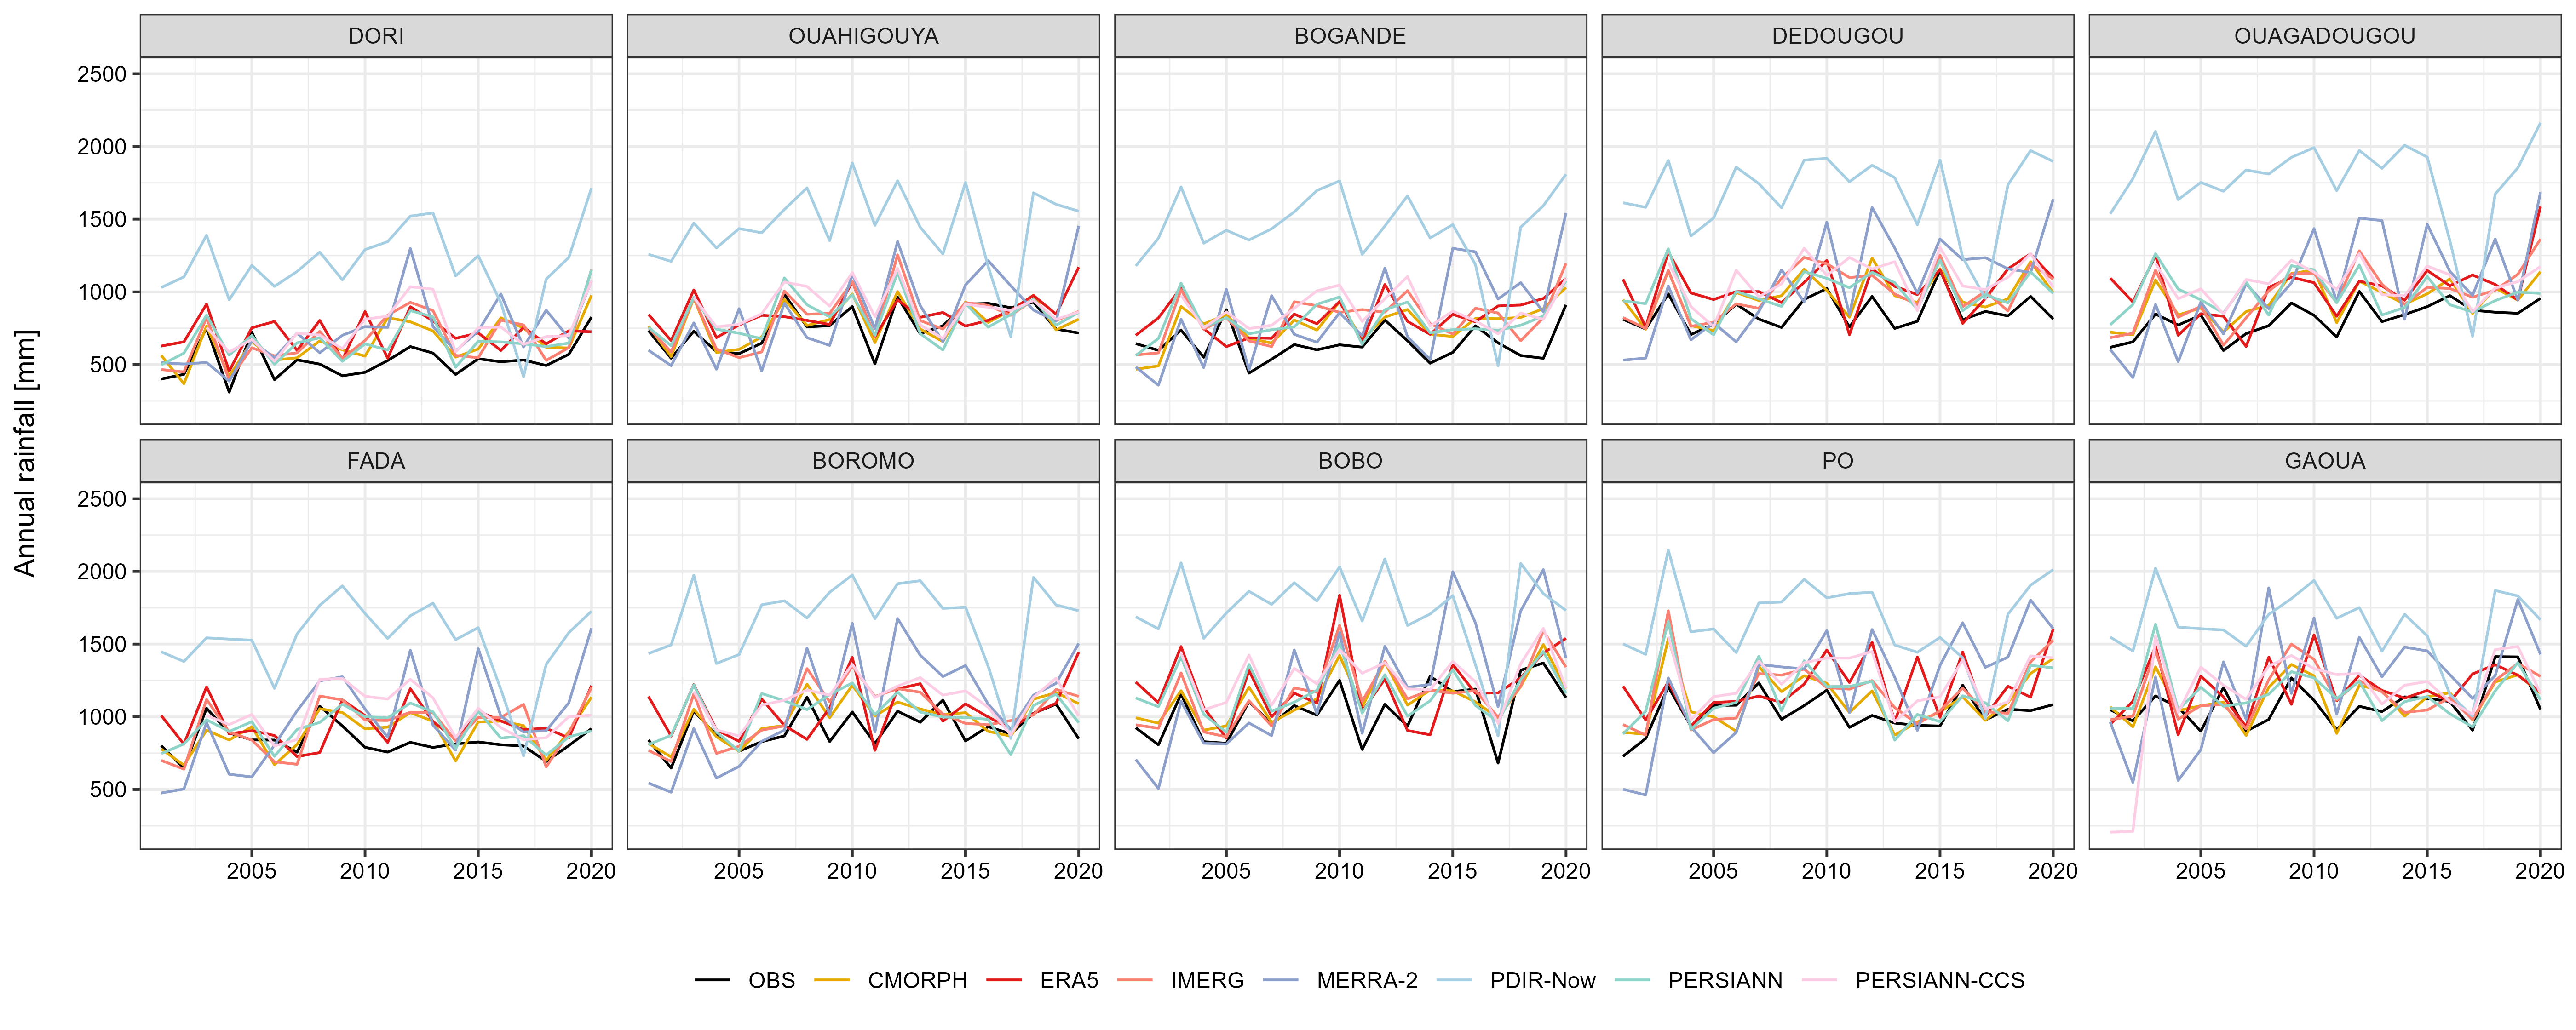 DORI OUAHIGOUYA BOGANDE DEDOUGOU OUAGADOUGOU
2500
2000
1500
1000
500
Annual rainfall [mm]
FADA BOROMO BOBO PO GAOUA
2500
2000
1500
1000
500
2005 2010 2015 2020 2005 2010 2015 2020 2005 2010 2015 2020 2005 2010 2015 2020 2005 2010 2015 2020
OBS CMORPH ERA5 IMERG MERRA-2 PDIR-Now PERSIANN PERSIANN-CCS